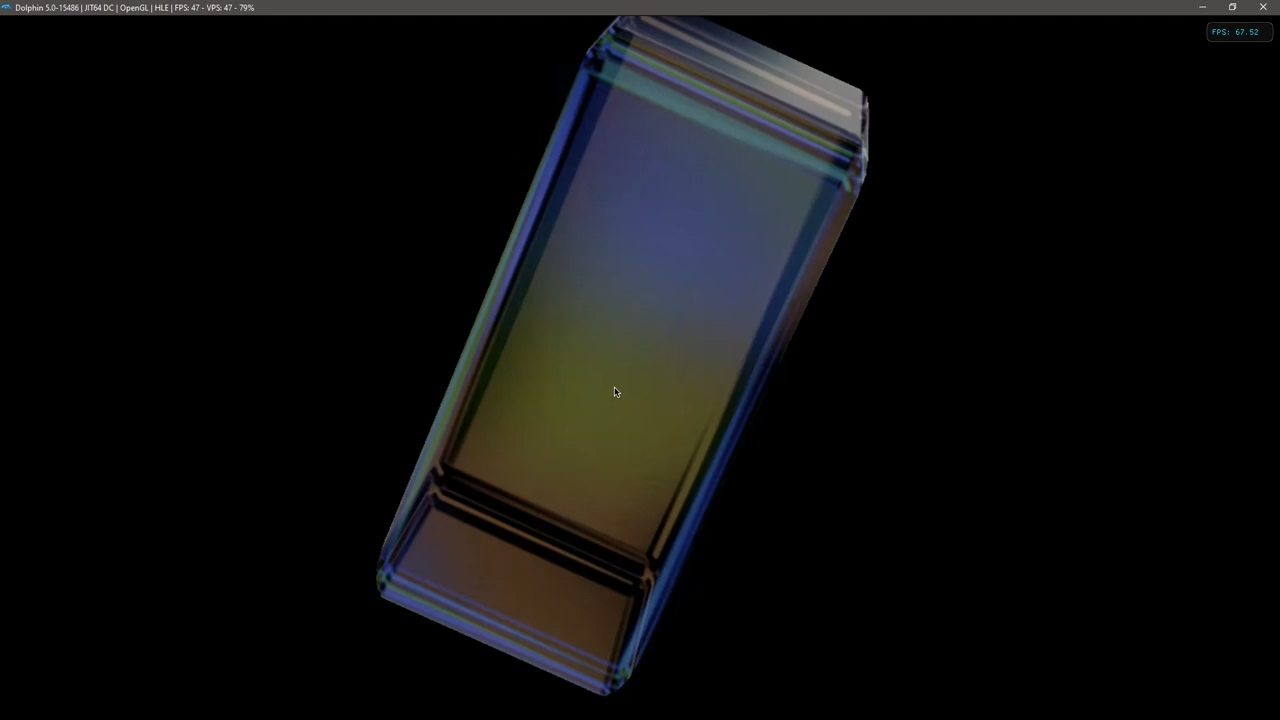 Dolphin 5.0-15486 | JIT64 DC | OpenGL | HLE | FPS: 47 - VPS: 47 - 79%
FPS: 67.52